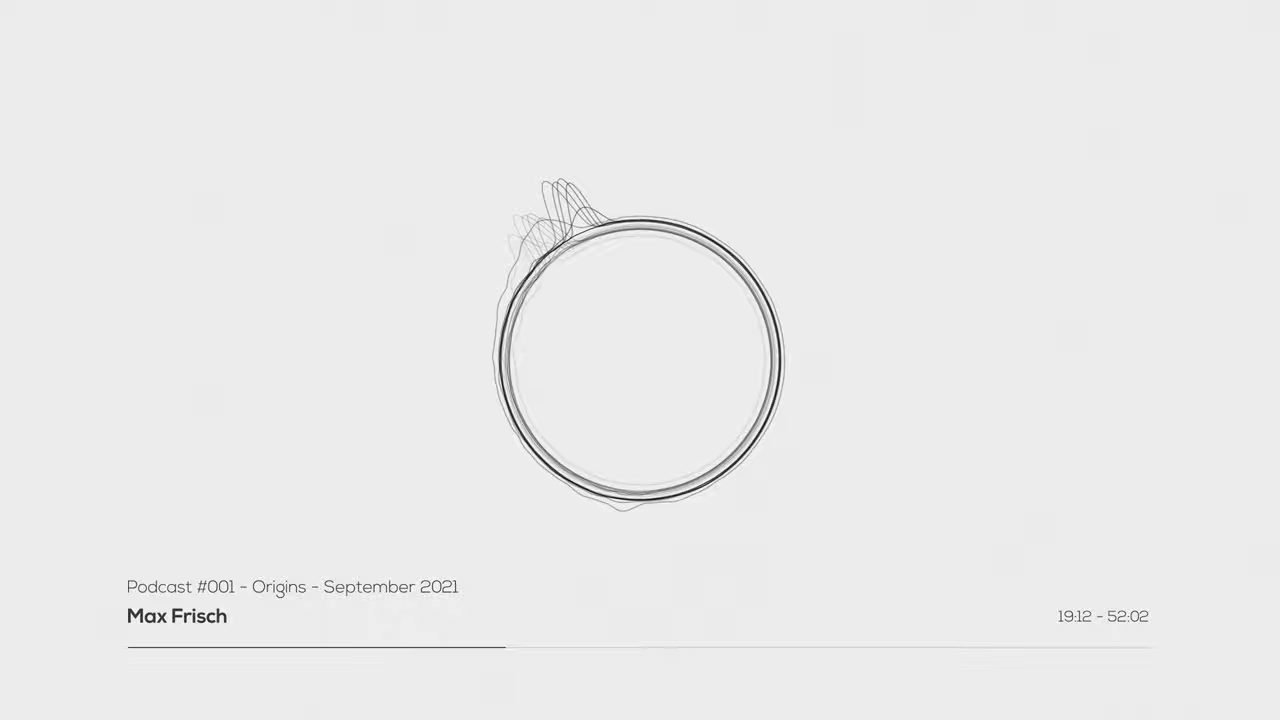 Podcast #001 - Origins - September 2021
Max Frisch
19:12 - 52:02